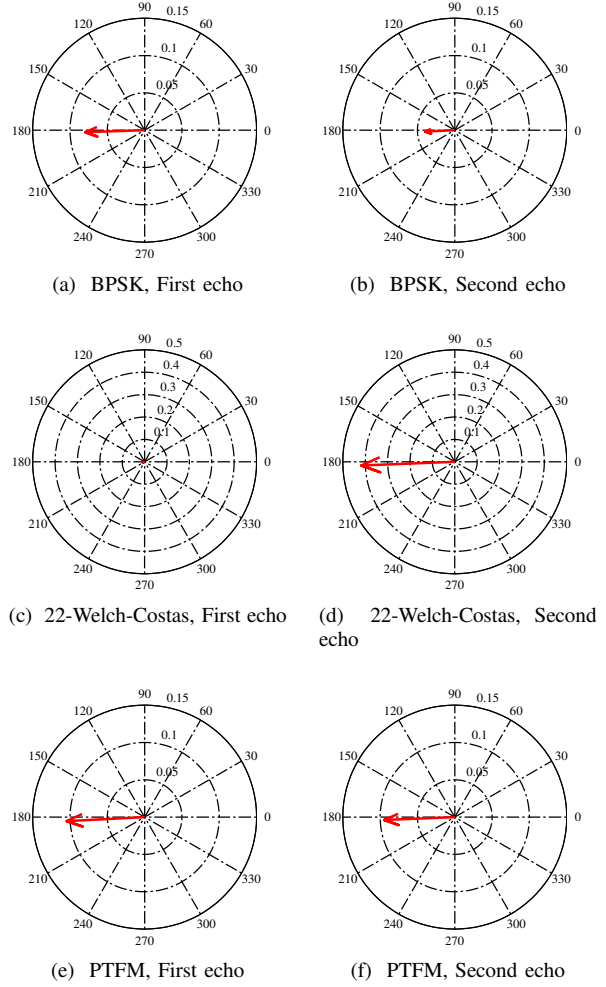 90 0.15 90 0.15
120 60 120 60
0.1 0.1
150 30 150 30
0.05 0.05
180 0 180 0
210 330 210 330
240 300 240 300
270 270
(a) BPSK, First echo (b) BPSK, Second echo
90 0.5 90 0.5
120 60 120 60
0.4 0.4
150 0.3 30 150 0.3 30
0.2 0.2
0.1 0.1
180 0 180 0
210 330 210 330
240 300 240 300
270 270
(c) 22-Welch-Costas, First echo (d) 22-Welch-Costas, Second
echo
90 0.15 90 0.15
120 60 120 60
0.1 0.1
150 30 150 30
0.05 0.05
180 0 180 0
210 330 210 330
240 300 240 300
270 270
(e) PTFM, First echo (f) PTFM, Second echo